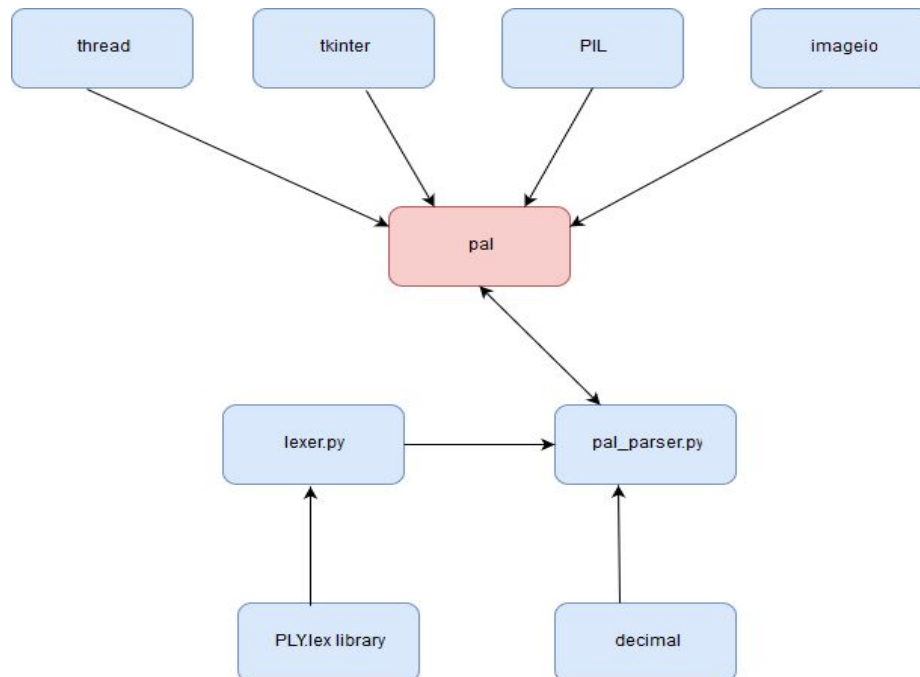 thread
tkinter
PIL
imageio
pal
lexer.py
pal_parser.py
PLY.lex library
decimal